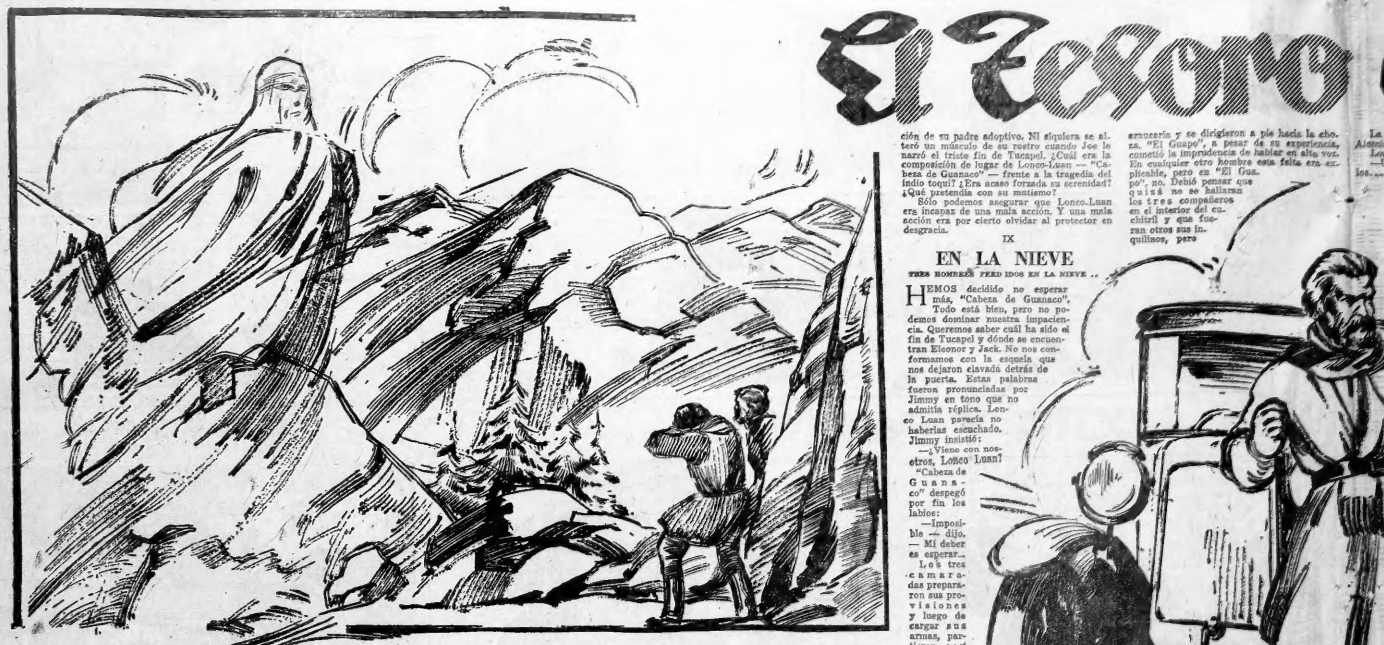 El Tesoro
ción de su padre adoptivo. Ni siquiera se al-
teró un músculo de su rostro cuando Joe le
narró el triste fin de Tucapel. ¿Cuál era la
composición de lugar de Lonco-Luan — "Ca-
beza de Guanaco" — frente a la tragedia del
indio toqui? ¿Era acaso forzada su serenidad?
¿Qué pretendía con su mutismo?
Sólo podemos asegurar que Lonco-Luan
era incapaz de una mala acción. Y una mala
acción era por cierto olvidar al protector en
desgracia.
IX
EN LA NIEVE
TRES HOMBRES PERDIDOS EN LA NIEVE ..
HEMOS decidido no esperar
más, "Cabeza de Guanaco".
Todo está bien, pero no po-
demos dominar nuestra impacien-
cia. Queremos saber cuál ha sido el
fin de Tucapel y dónde se encuen-
tran Eleonor y Jack. No nos con-
formamos con la esquela que
nos dejaron clavada detrás de
la puerta. Estas palabras
fueron pronunciadas por
Jimmy en tono que no
admitía réplica. Lon-
co Luan parecía no
haberlas escuchado.
Jimmy insistió:
—¿Viene con nos-
otros, Lonco Luan?
"Cabeza de
Guana-
co" despegó
por fin los
labios:
—Imposi-
ble — dijo.
— Mi deber
es esperar...
Los tres
camara-
das prepara-
ron sus pro-
visiones
y luego de
cargar sus
armas, par-
araucaria y se dirigieron a pie hacia la cho-
za. "El Guapo", a pesar de su experiencia,
cometió la imprudencia de hablar en alta voz.
En cualquier otro hombre esta falta era ex-
plicable, pero en "El Gua-
po", no. Debió pensar que
quizá no se hallaran
los tres compañeros
en el interior del cu-
chitril y que fue-
ran otros sus in-
quilinos, pero
La
los....